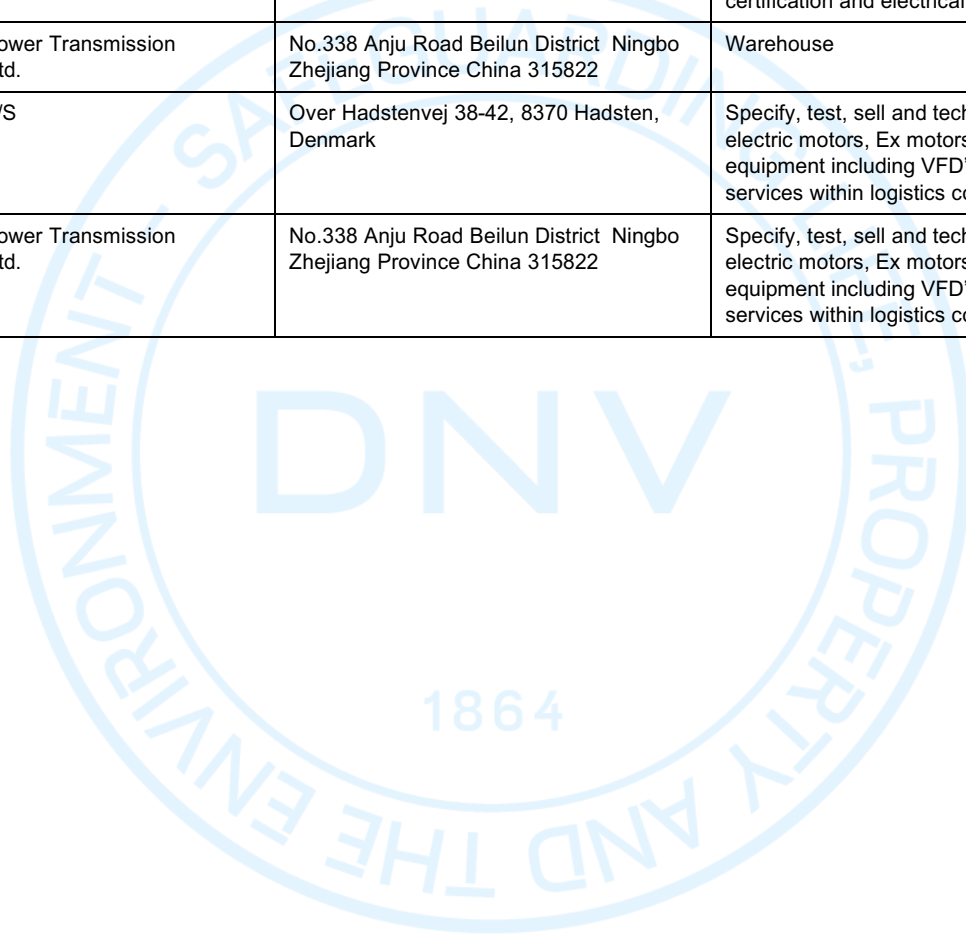 certification and electrical
ower Transmission
td.
No.338 Anju Road Beilun District  Ningbo
Zhejiang Province China 315822
Warehouse
/S
Over Hadstenvej 38-42, 8370 Hadsten,
Denmark
Specify, test, sell and tech
electric motors, Ex motors
equipment including VFD'
services within logistics co
ower Transmission
td.
No.338 Anju Road Beilun District  Ningbo
Zhejiang Province China 315822
Specify, test, sell and tech
electric motors, Ex motors
equipment including VFD'
services within logistics co
SAFEGUARDING LIFE, PROPERTY AND THE ENVIRONMENT
DNV
1864